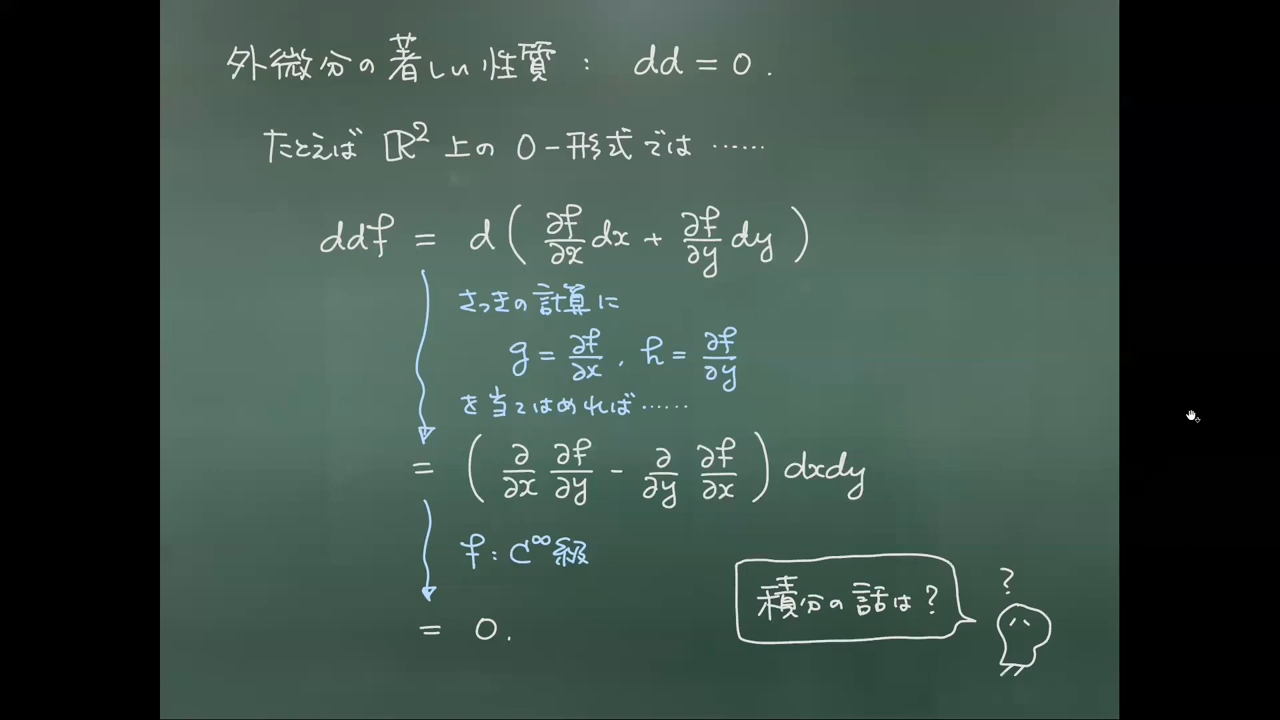 外微分の著しい性質 : dd = 0 .
たとえば ℝ² 上の 0-形式では ……
ddf = d( ∂f/∂x dx + ∂f/∂y dy )
さっきの計算に
g = ∂f/∂x , h = ∂f/∂y
を当てはめれば ……
= ( ∂/∂x ∂f/∂y - ∂/∂y ∂f/∂x ) dxdy
f : C^∞級
= 0 .
?
積分の話は?